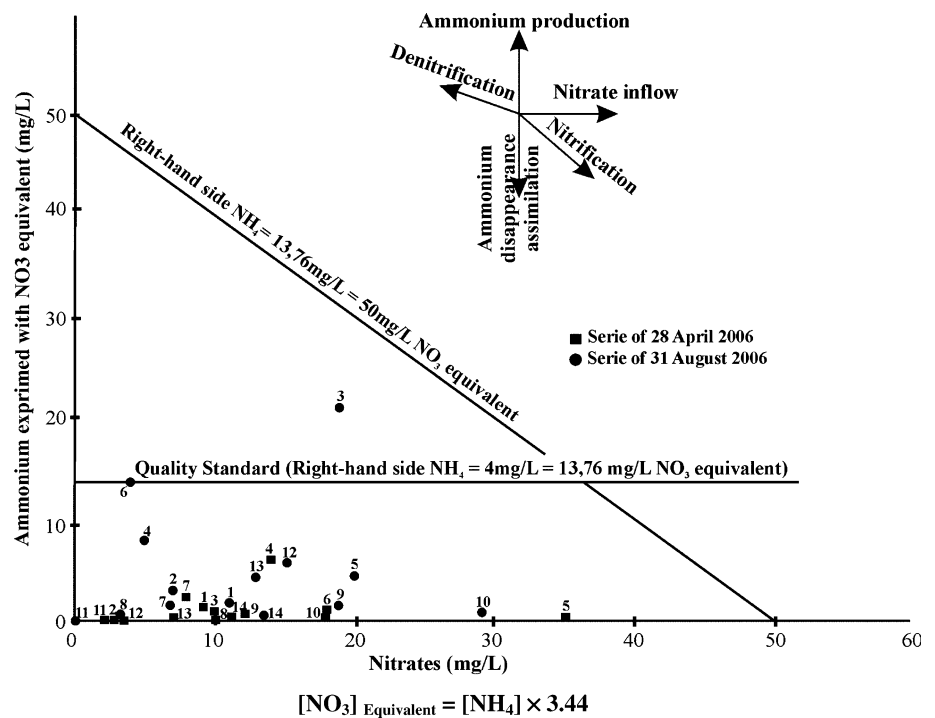 Ammonium production
Denitrification
Nitrate inflow
Nitrification
Ammonium
disappearance
assimilation
Ammonium exprimed with NO3 equivalent (mg/L)
50
40
30
20
10
0
Right-hand side NH4 = 13,76mg/L = 50mg/L NO3 equivalent
Serie of 28 April 2006
Serie of 31 August 2006
3
Quality Standard (Right-hand side NH4 = 4mg/L = 13,76 mg/L NO3 equivalent)
6
4
4
12
13
5
2
7
7
1
3
1
6
9
10
5
11
11
2
8
12
13
8
14
9
14
10
0
10
20
30
40
50
60
Nitrates (mg/L)
[NO3] Equivalent = [NH4] × 3.44